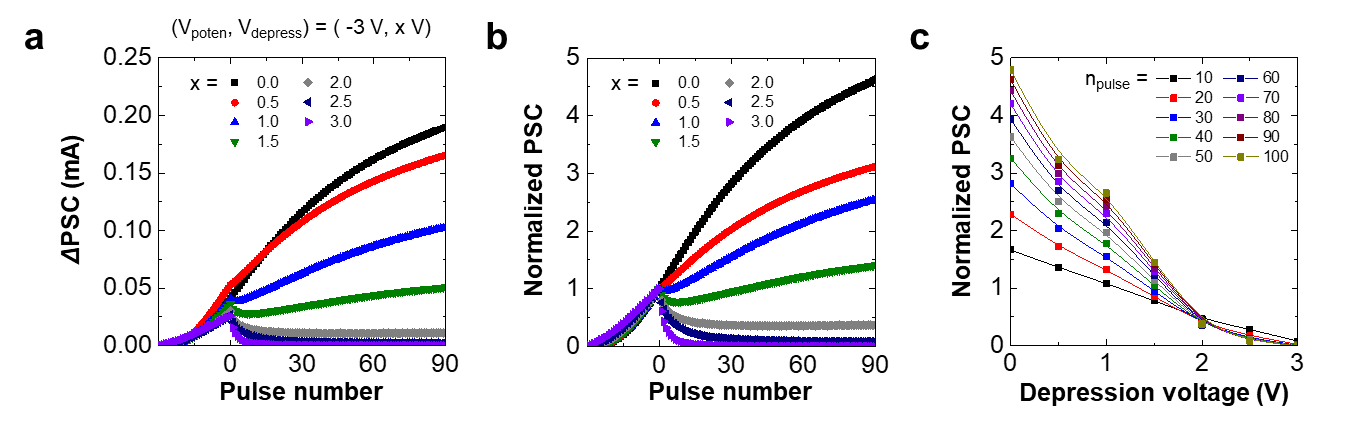 a
(Vpoten, Vdepress) = ( -3 V, x V)
ΔPSC (mA)
0.25
0.20
0.15
0.10
0.05
0.00
x =
0.0
0.5
1.0
1.5
2.0
2.5
3.0
0 30 60 90
Pulse number
b
Normalized PSC
5
4
3
2
1
0
x =
0.0
0.5
1.0
1.5
2.0
2.5
3.0
0 30 60 90
Pulse number
c
Normalized PSC
5
4
3
2
1
0
npulse =
10
20
30
40
50
60
70
80
90
100
0 1 2 3
Depression voltage (V)